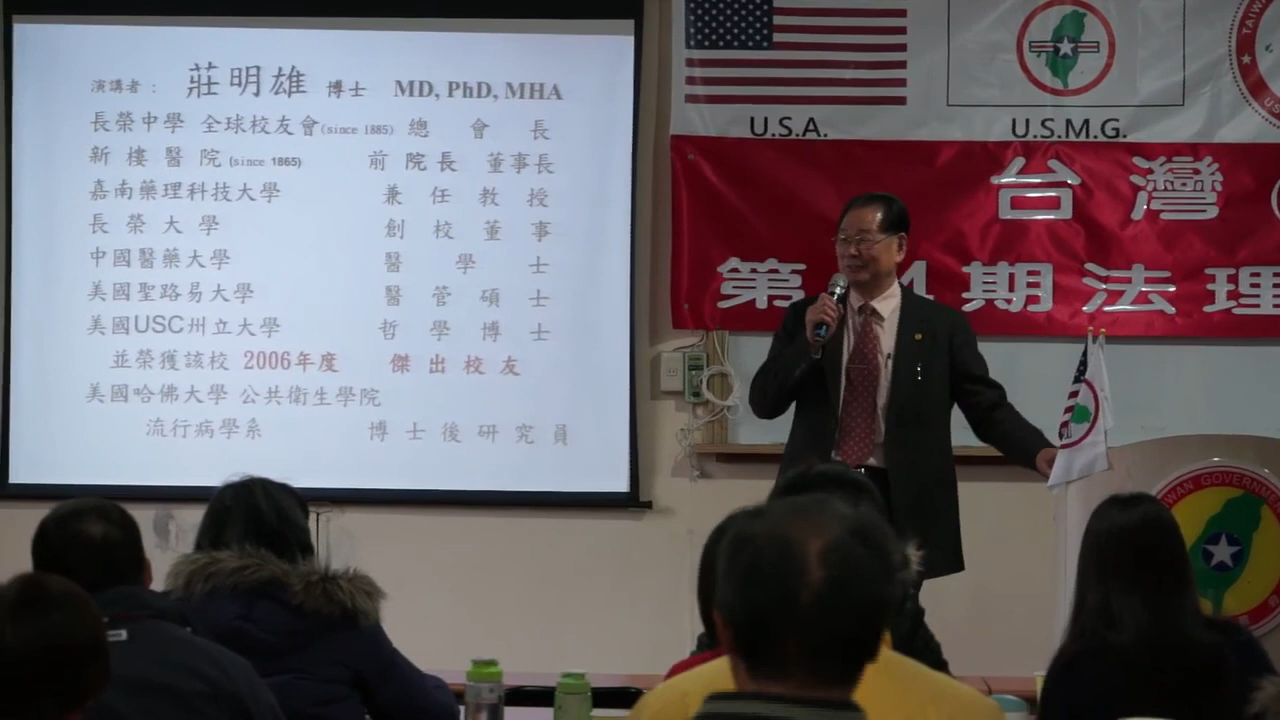 演講者： 莊明雄 博士 MD, PhD, MHA
長榮中學 全球校友會(since 1885) 總會長
新樓醫院 (since 1865) 前院長 董事長
嘉南藥理科技大學 兼任教授
長榮大學 創校董事
中國醫藥大學 醫學士
美國聖路易大學 醫管碩士
美國USC州立大學 哲學博士
並榮獲該校 2006年度 傑出校友
美國哈佛大學 公共衛生學院
流行病學系 博士後研究員
U.S.A.
U.S.M.G.
台灣
第 4期法理
TAIWAN
WAN GOVERNME